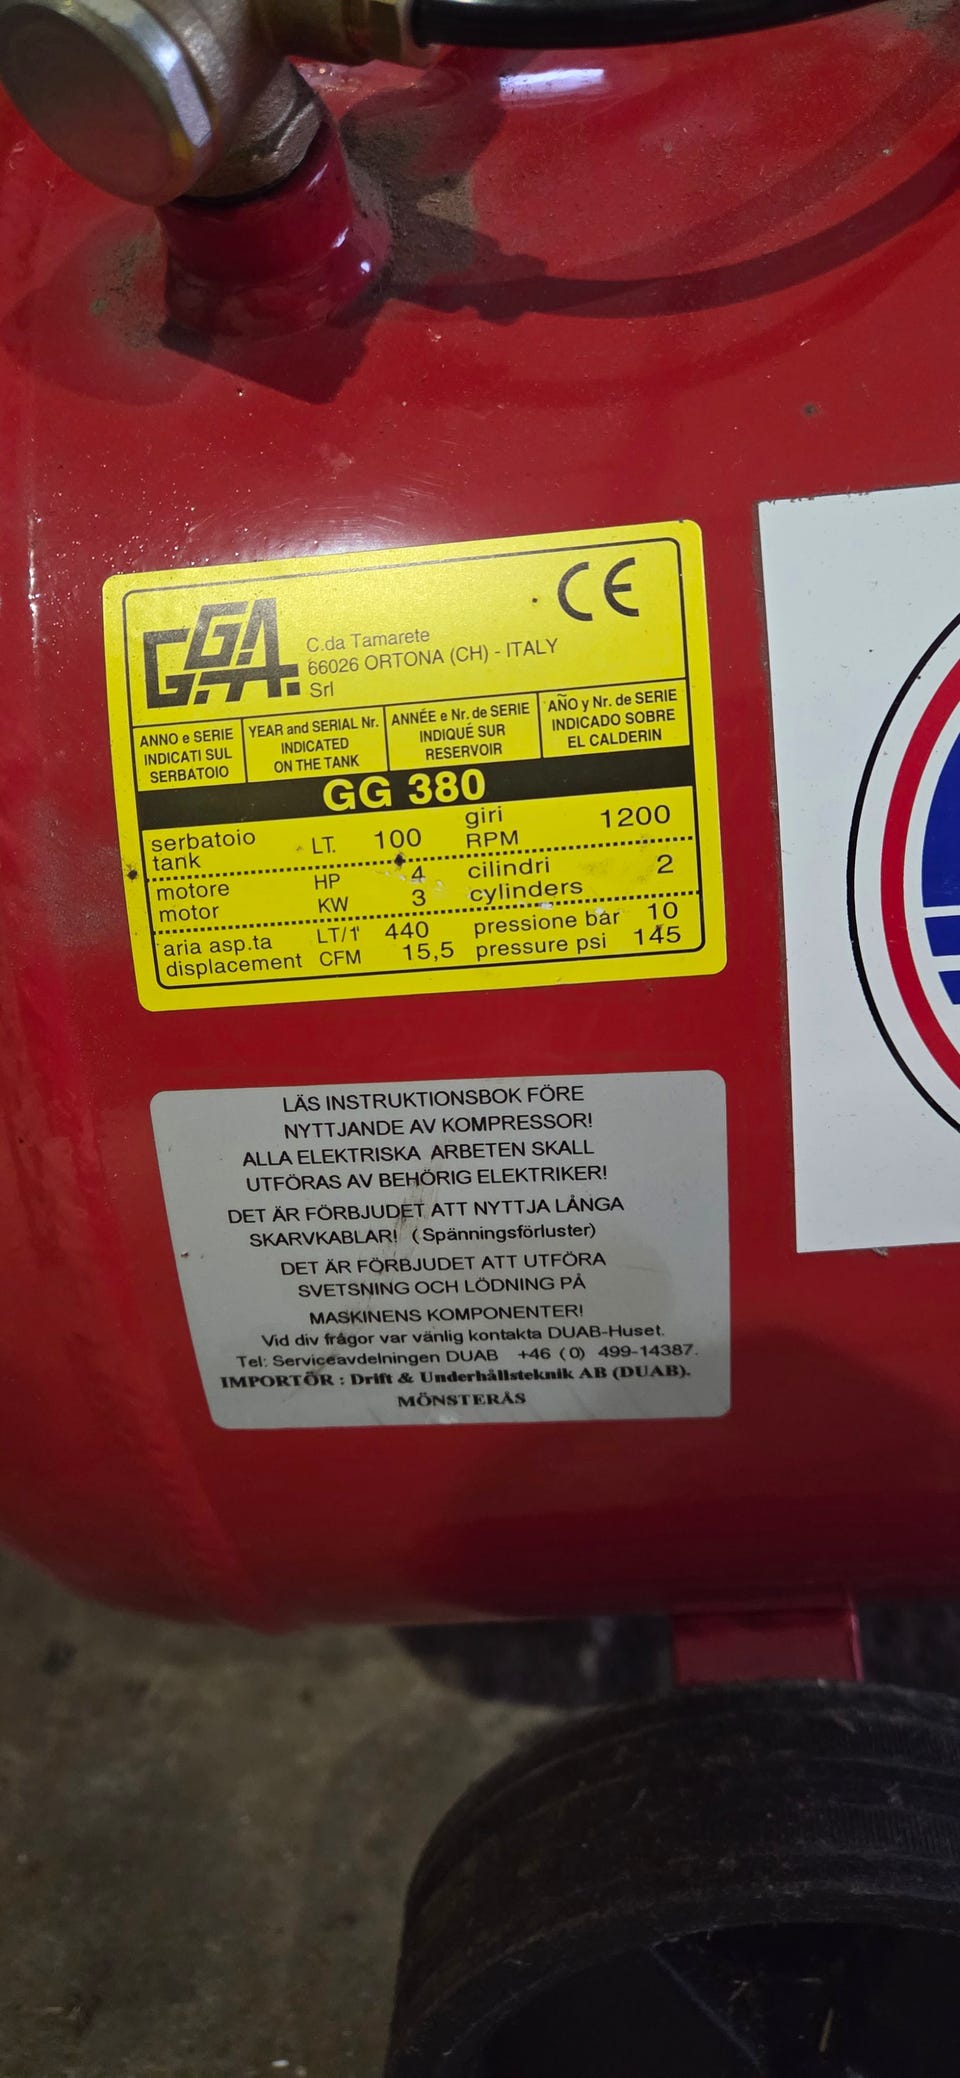 G.G.A.
C.da Tamarete
66026 ORTONA (CH) - ITALY
Srl
CE
ANNO e SERIE
INDICATI SUL
SERBATOIO
YEAR and SERIAL Nr.
INDICATED
ON THE TANK
ANNÉE e Nr. de SERIE
INDIQUÉ SUR
RESERVOIR
AÑO y Nr. de SERIE
INDICADO SOBRE
EL CALDERIN
GG 380
serbatoio
tank
LT. 100
giri
RPM
1200
motore
motor
HP 4
KW 3
cilindri
cylinders
2
aria asp.ta
displacement
LT/1' 440
CFM 15,5
pressione bar 10
pressure psi 145
LÄS INSTRUKTIONSBOK FÖRE
NYTTJANDE AV KOMPRESSOR!
ALLA ELEKTRISKA ARBETEN SKALL
UTFÖRAS AV BEHÖRIG ELEKTRIKER!
DET ÄR FÖRBJUDET ATT NYTTJA LÅNGA
SKARVKABLAR! (Spänningsförluster)
DET ÄR FÖRBJUDET ATT UTFÖRA
SVETSNING OCH LÖDNING PÅ
MASKINENS KOMPONENTER!
Vid div frågor var vänlig kontakta DUAB-Huset.
Tel: Serviceavdelningen DUAB +46 (0) 499-14387.
IMPORTÖR : Drift & Underhållsteknik AB (DUAB).
MÖNSTERÅS